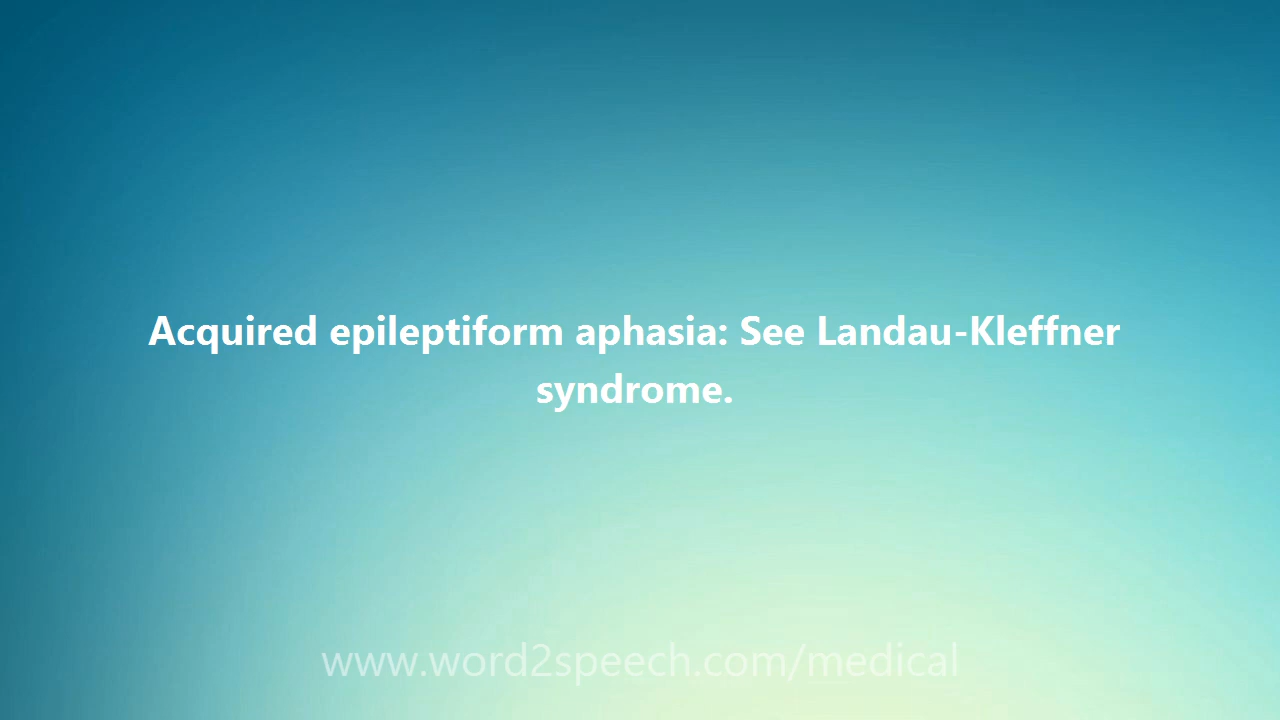 Acquired epileptiform aphasia: See Landau-Kleffner
syndrome.
www.word2speech.com/medical